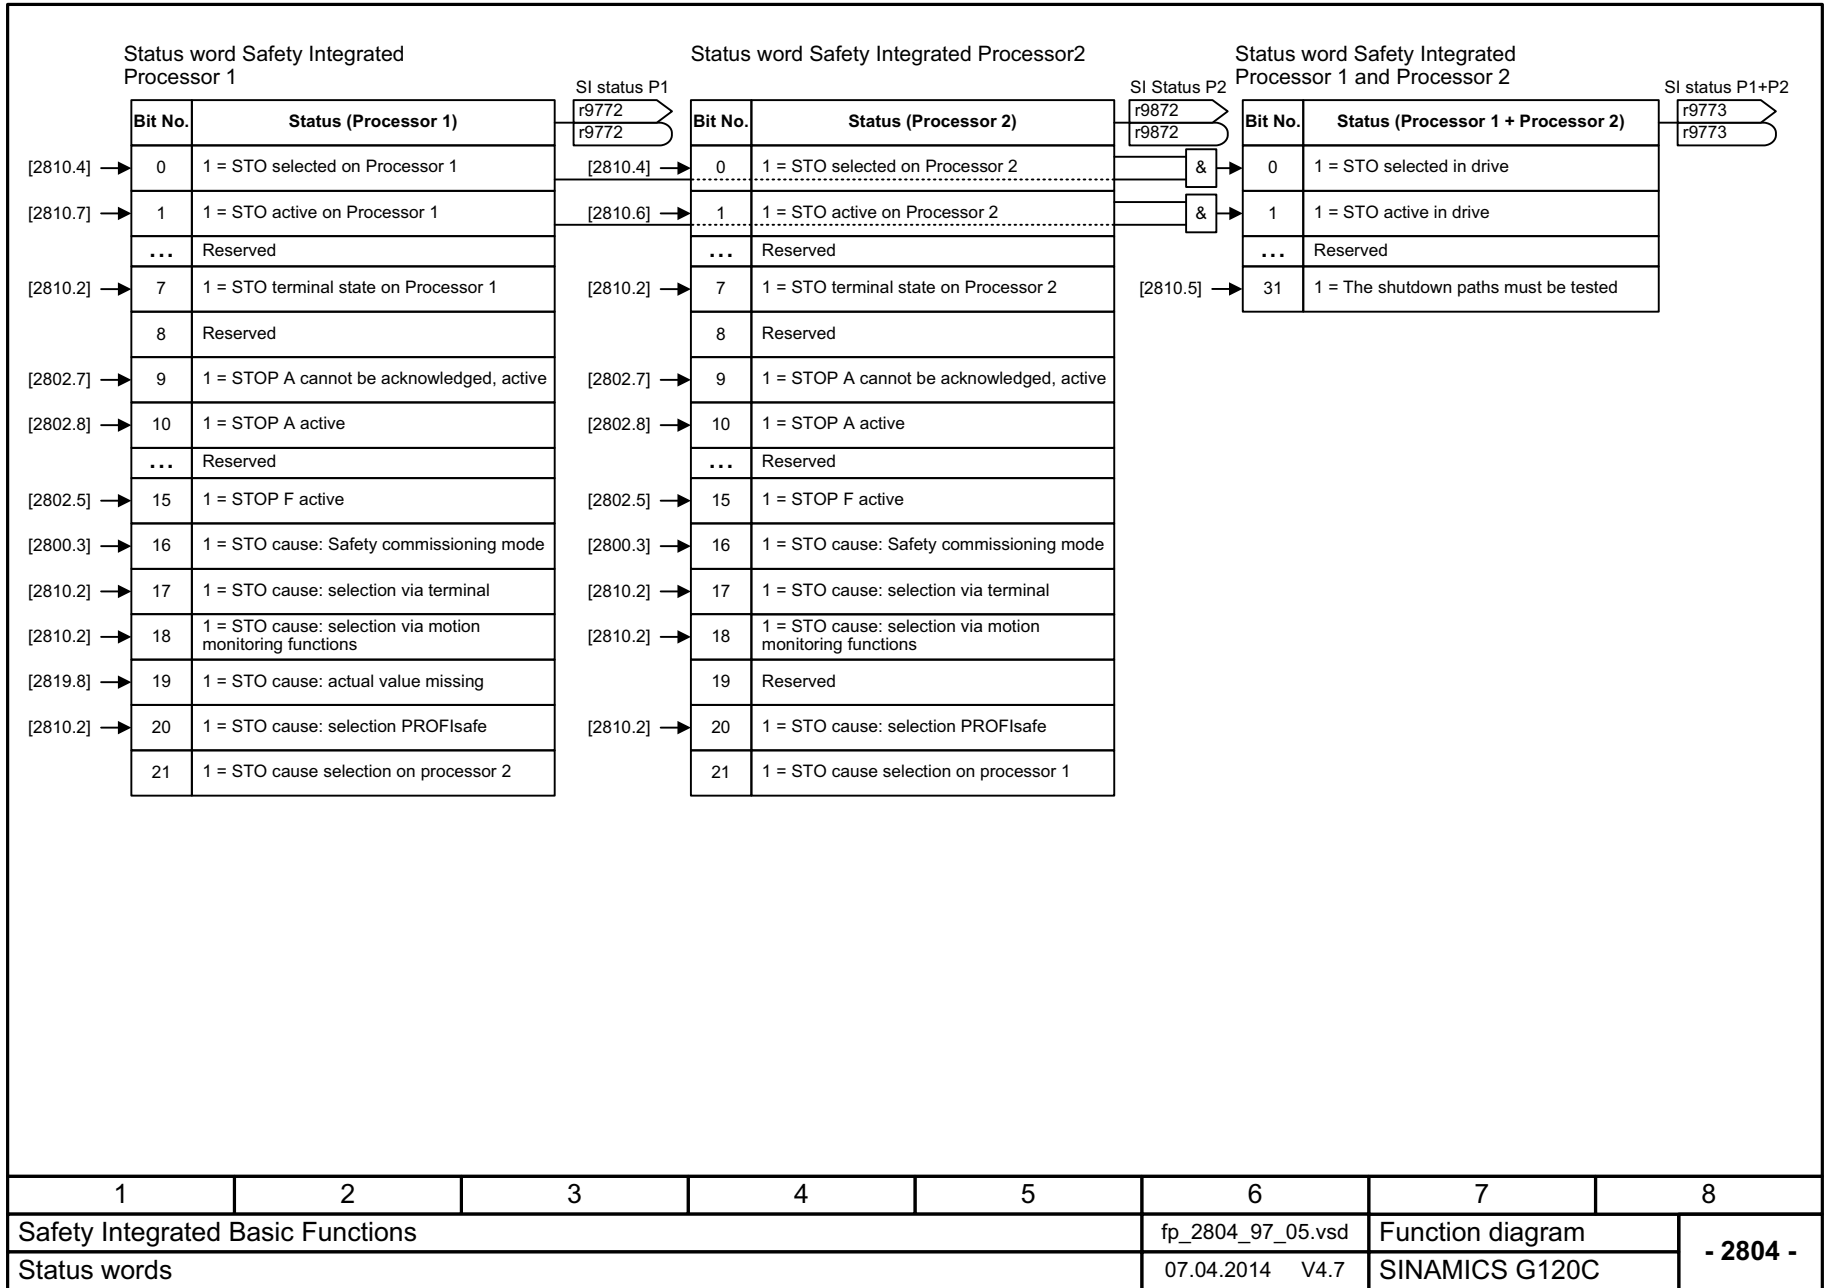 Status word Safety Integrated
Processor 1
SI status P1
r9772
r9772
Bit No. Status (Processor 1)
[2810.4] 0 1 = STO selected on Processor 1
[2810.7] 1 1 = STO active on Processor 1
... Reserved
[2810.2] 7 1 = STO terminal state on Processor 1
8 Reserved
[2802.7] 9 1 = STOP A cannot be acknowledged, active
[2802.8] 10 1 = STOP A active
... Reserved
[2802.5] 15 1 = STOP F active
[2800.3] 16 1 = STO cause: Safety commissioning mode
[2810.2] 17 1 = STO cause: selection via terminal
[2810.2] 18 1 = STO cause: selection via motion
monitoring functions
[2819.8] 19 1 = STO cause: actual value missing
[2810.2] 20 1 = STO cause: selection PROFIsafe
21 1 = STO cause selection on processor 2
Status word Safety Integrated Processor2
SI Status P2
r9872
r9872
Bit No. Status (Processor 2)
[2810.4] 0 1 = STO selected on Processor 2
[2810.6] 1 1 = STO active on Processor 2
... Reserved
[2810.2] 7 1 = STO terminal state on Processor 2
8 Reserved
[2802.7] 9 1 = STOP A cannot be acknowledged, active
[2802.8] 10 1 = STOP A active
... Reserved
[2802.5] 15 1 = STOP F active
[2800.3] 16 1 = STO cause: Safety commissioning mode
[2810.2] 17 1 = STO cause: selection via terminal
[2810.2] 18 1 = STO cause: selection via motion
monitoring functions
19 Reserved
[2810.2] 20 1 = STO cause: selection PROFIsafe
21 1 = STO cause selection on processor 1
Status word Safety Integrated
Processor 1 and Processor 2
SI status P1+P2
r9773
r9773
Bit No. Status (Processor 1 + Processor 2)
& 0 1 = STO selected in drive
& 1 1 = STO active in drive
... Reserved
[2810.5] 31 1 = The shutdown paths must be tested
1 2 3 4 5 6 7 8
Safety Integrated Basic Functions fp_2804_97_05.vsd Function diagram
- 2804 -
Status words 07.04.2014 V4.7 SINAMICS G120C